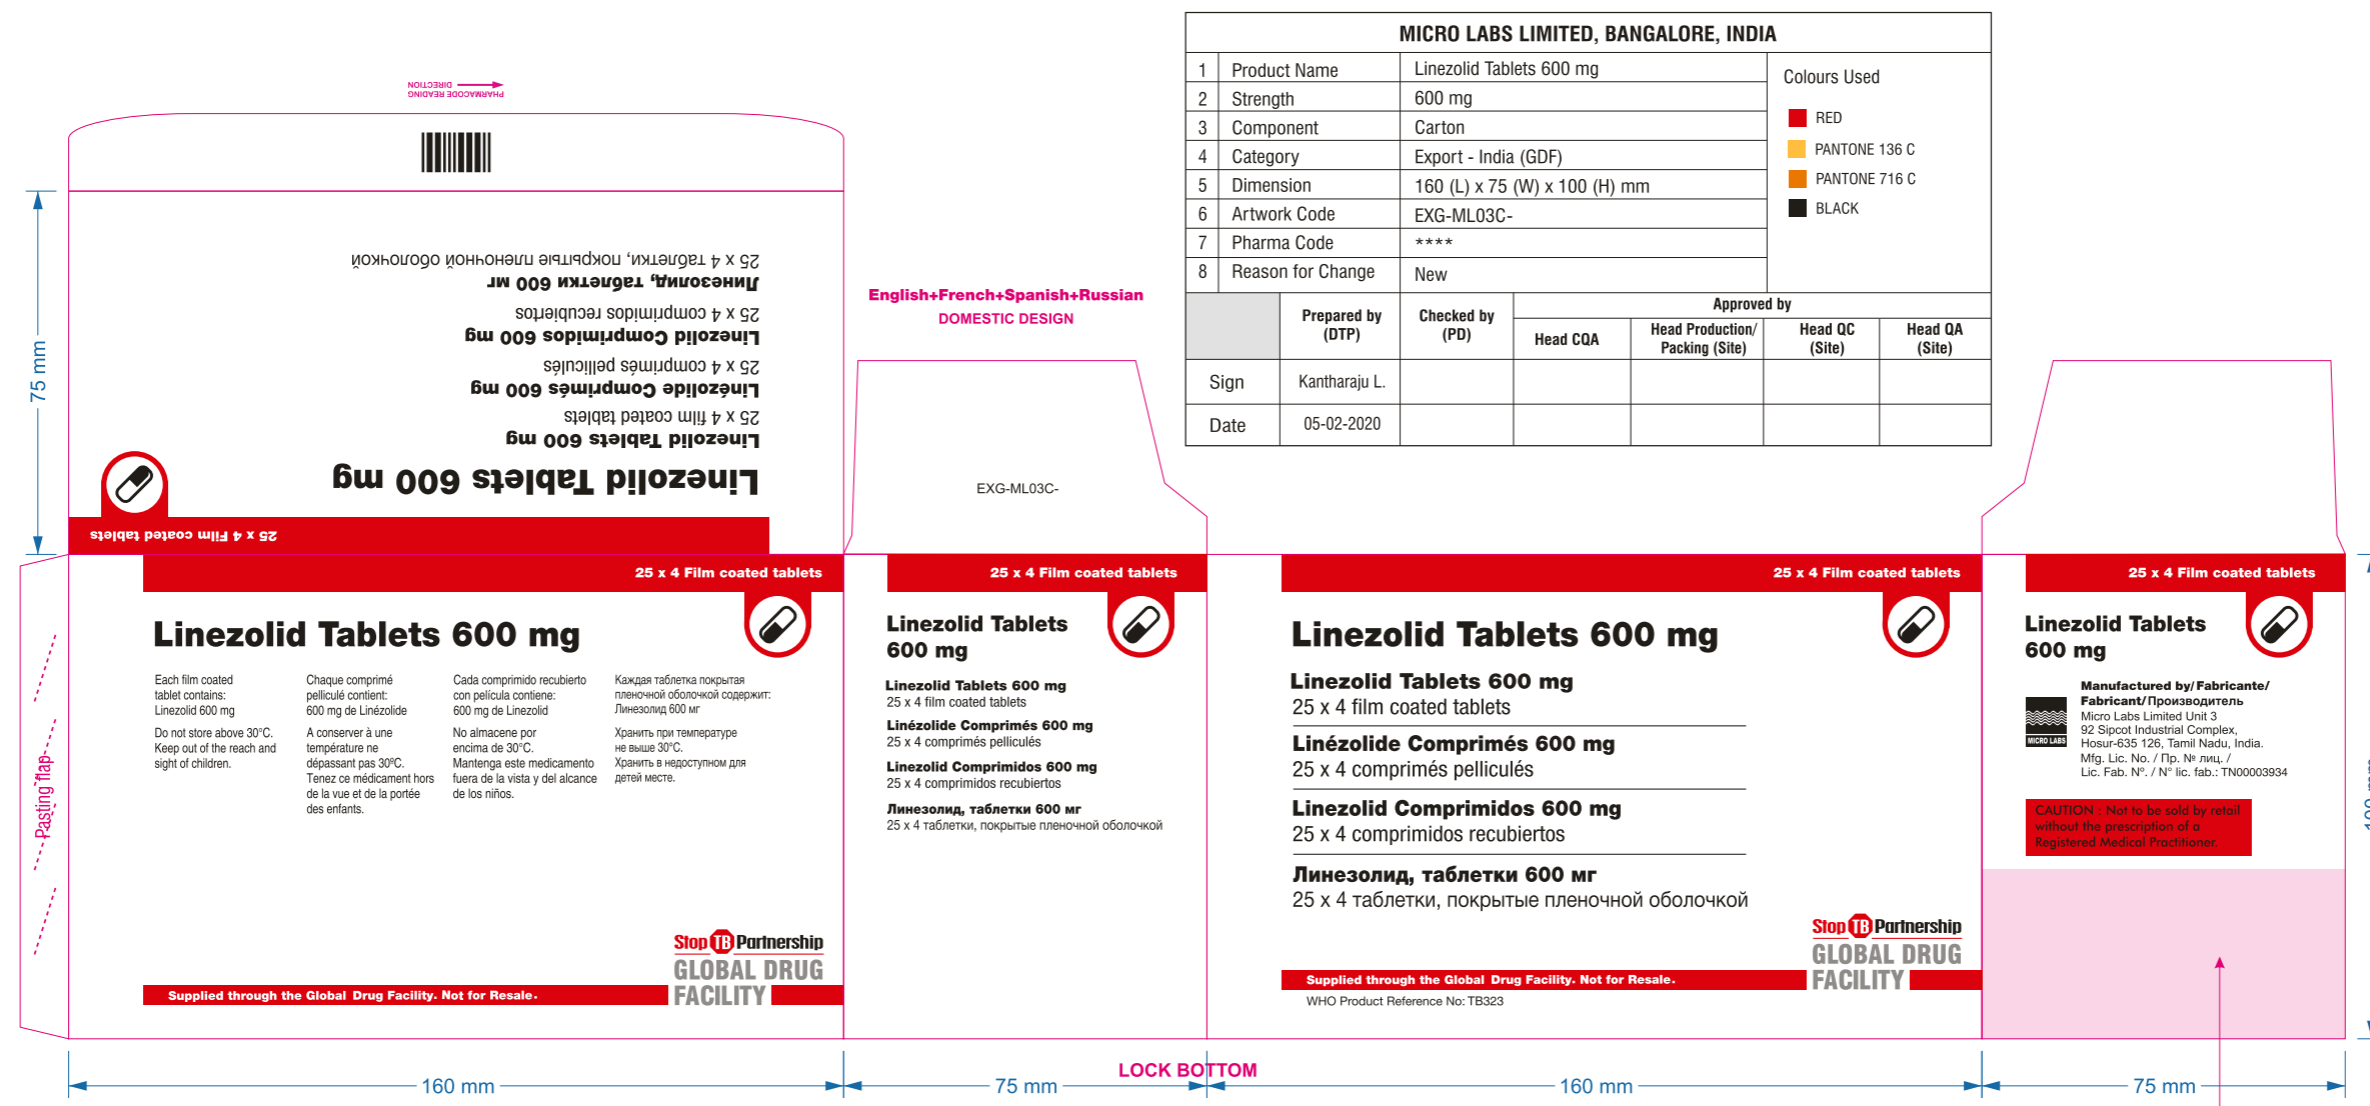 MICRO LABS LIMITED, BANGALORE, INDIA
1 Product Name Linezolid Tablets 600 mg
2 Strength 600 mg
3 Component Carton
4 Category Export - India (GDF)
5 Dimension 160 (L) x 75 (W) x 100 (H) mm
6 Artwork Code EXG-ML03C-
7 Pharma Code ****
8 Reason for Change New
Colours Used
RED
PANTONE 136 C
PANTONE 716 C
BLACK
Prepared by (DTP)
Checked by (PD)
Approved by
Head CQA
Head Production/ Packing (Site)
Head QC (Site)
Head QA (Site)
Sign Kantharaju L.
Date 05-02-2020
PHARMACODE READING
DIRECTION
75 mm
25 x 4 Film coated tablets
Linezolid Tablets 600 mg
Linezolid Tablets 600 mg
25 x 4 film coated tablets
Linézolide Comprimés 600 mg
25 x 4 comprimés pelliculés
Linezolid Comprimidos 600 mg
25 x 4 comprimidos recubiertos
Линезолид, таблетки 600 мг
25 x 4 таблетки, покрытые пленочной оболочкой
English+French+Spanish+Russian
DOMESTIC DESIGN
EXG-ML03C-
Pasting flap
25 x 4 Film coated tablets
Linezolid Tablets 600 mg
Each film coated
tablet contains:
Linezolid 600 mg
Do not store above 30°C.
Keep out of the reach and
sight of children.
Chaque comprimé
pelliculé contient:
600 mg de Linézolide
A conserver à une
température ne
dépassant pas 30ºC.
Tenez ce médicament hors
de la vue et de la portée
des enfants.
Cada comprimido recubierto
con película contiene:
600 mg de Linezolid
No almacene por
encima de 30°C.
Mantenga este medicamento
fuera de la vista y del alcance
de los niños.
Каждая таблетка покрытая
пленочной оболочкой содержит:
Линезолид 600 мг
Хранить при температуре
не выше 30°C.
Хранить в недоступном для
детей месте.
Stop TB Partnership
GLOBAL DRUG
FACILITY
Supplied through the Global Drug Facility. Not for Resale.
25 x 4 Film coated tablets
Linezolid Tablets
600 mg
Linezolid Tablets 600 mg
25 x 4 film coated tablets
Linézolide Comprimés 600 mg
25 x 4 comprimés pelliculés
Linezolid Comprimidos 600 mg
25 x 4 comprimidos recubiertos
Линезолид, таблетки 600 мг
25 x 4 таблетки, покрытые пленочной оболочкой
25 x 4 Film coated tablets
Linezolid Tablets 600 mg
Linezolid Tablets 600 mg
25 x 4 film coated tablets
Linézolide Comprimés 600 mg
25 x 4 comprimés pelliculés
Linezolid Comprimidos 600 mg
25 x 4 comprimidos recubiertos
Линезолид, таблетки 600 мг
25 x 4 таблетки, покрытые пленочной оболочкой
Stop TB Partnership
GLOBAL DRUG
FACILITY
Supplied through the Global Drug Facility. Not for Resale.
WHO Product Reference No: TB323
25 x 4 Film coated tablets
Linezolid Tablets
600 mg
MICRO LABS
Manufactured by/Fabricante/
Fabricant/Производитель
Micro Labs Limited Unit 3
92 Sipcot Industrial Complex,
Hosur-635 126, Tamil Nadu, India.
Mfg. Lic. No. / Пр. № лиц. /
Lic. Fab. Nº. / N° lic. fab.: TN00003934
CAUTION : Not to be sold by retail
without the prescription of a
Registered Medical Practitioner.
LOCK BOTTOM
160 mm
75 mm
160 mm
75 mm